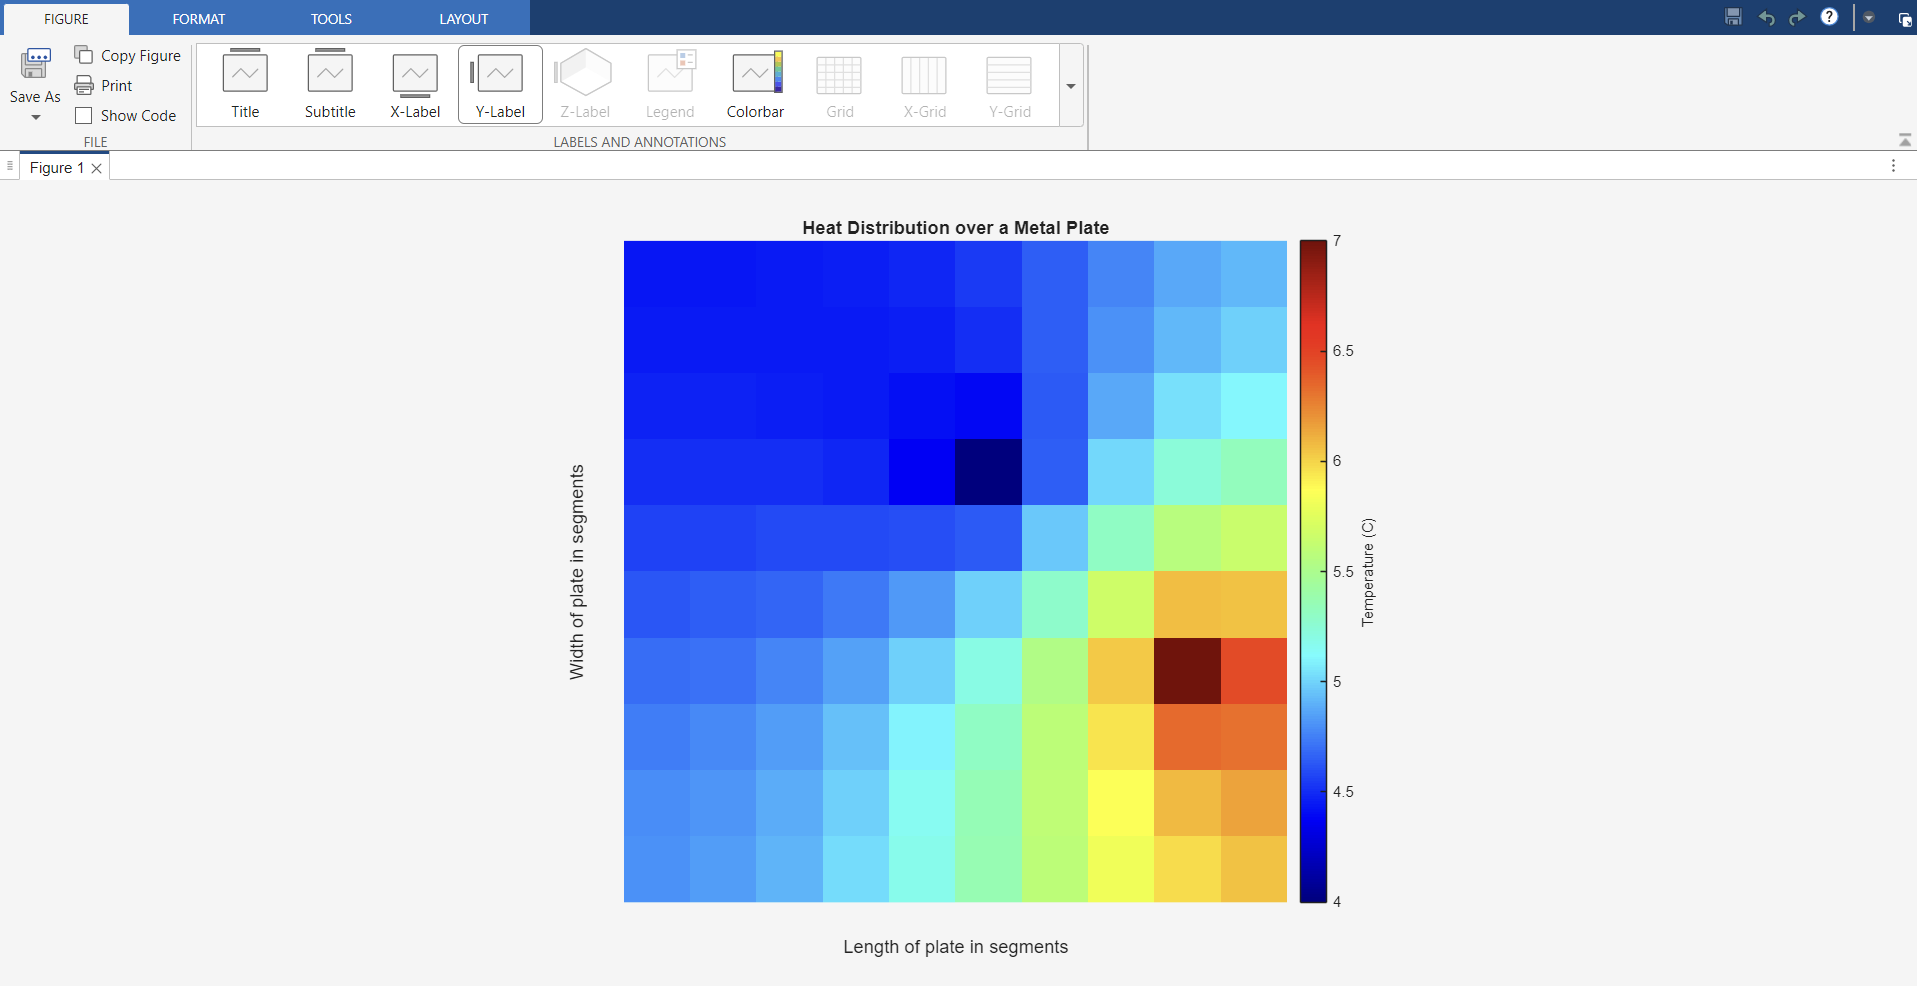 FIGURE FORMAT TOOLS LAYOUT
Save As
Copy Figure
Print
Show Code
FILE
Title Subtitle X-Label Y-Label Z-Label Legend Colorbar Grid X-Grid Y-Grid
LABELS AND ANNOTATIONS
Figure 1
Heat Distribution over a Metal Plate
Width of plate in segments
Length of plate in segments
7
6.5
6
5.5
5
4.5
4
Temperature (C)